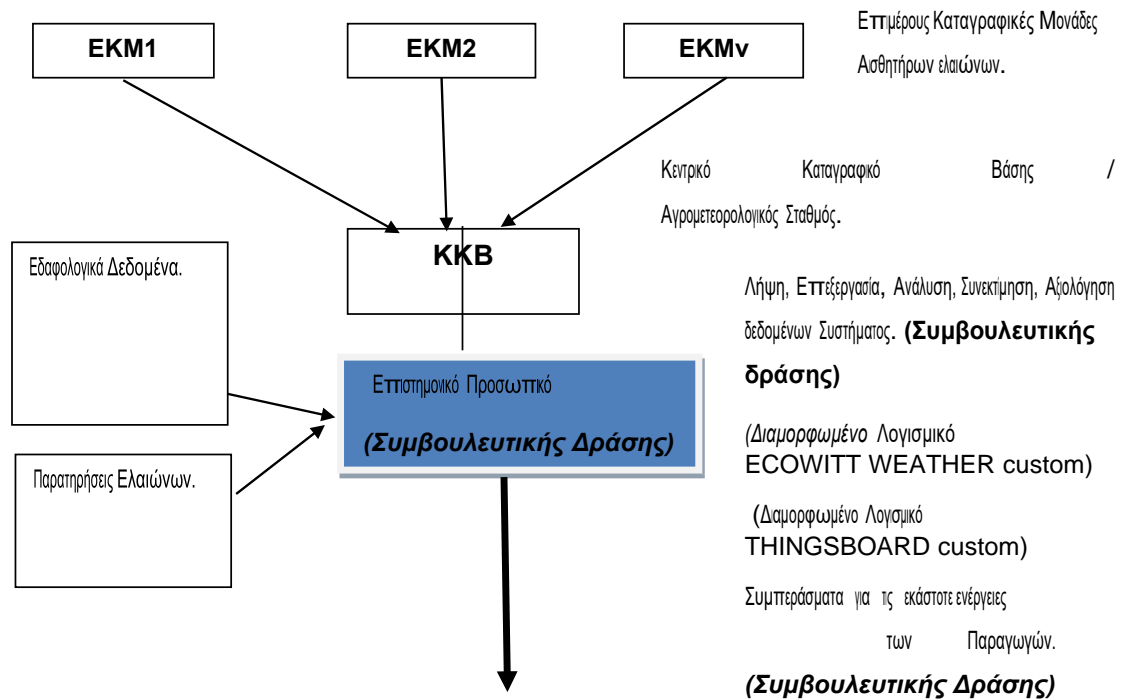 ΕΚΜ1
ΕΚΜ2
ΕΚΜν
Επιμέρους Καταγραφικές Μονάδες
Αισθητήρων ελαιώνων.
Κεντρικό Καταγραφικό Βάσης /
Αγρομετεορολογικός Σταθμός.
ΚΚΒ
Εδαφολογικά Δεδομένα.
Λήψη, Επεξεργασία, Ανάλυση, Συνεκτίμηση, Αξιολόγηση
δεδομένων Συστήματος. (Συμβουλευτικής
δράσης)
Επιστημονικό Προσωπικό
(Συμβουλευτικής Δράσης)
(Διαμορφωμένο Λογισμικό
ECOWITT WEATHER custom)
Παρατηρήσεις Ελαιώνων.
(Διαμορφωμένο Λογισμικό
THINGSBOARD custom)
Συμπεράσματα για τις εκάστοτε ενέργειες
των Παραγωγών.
(Συμβουλευτικής Δράσης)